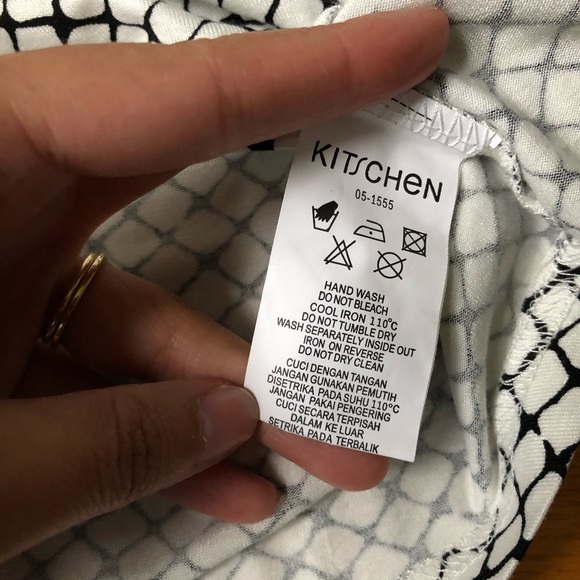 KITSCHEN
05-1555
HAND WASH
DO NOT BLEACH
COOL IRON 110°C
DO NOT TUMBLE DRY
WASH SEPARATELY INSIDE OUT
IRON ON REVERSE
DO NOT DRY CLEAN
CUCI DENGAN TANGAN
JANGAN GUNAKAN PEMUTIH
DISETRIKA PADA SUHU 110°C
JANGAN PAKAI PENGERING
CUCI SECARA TERPISAH
DALAM KE LUAR
SETRIKA PADA TERBALIK